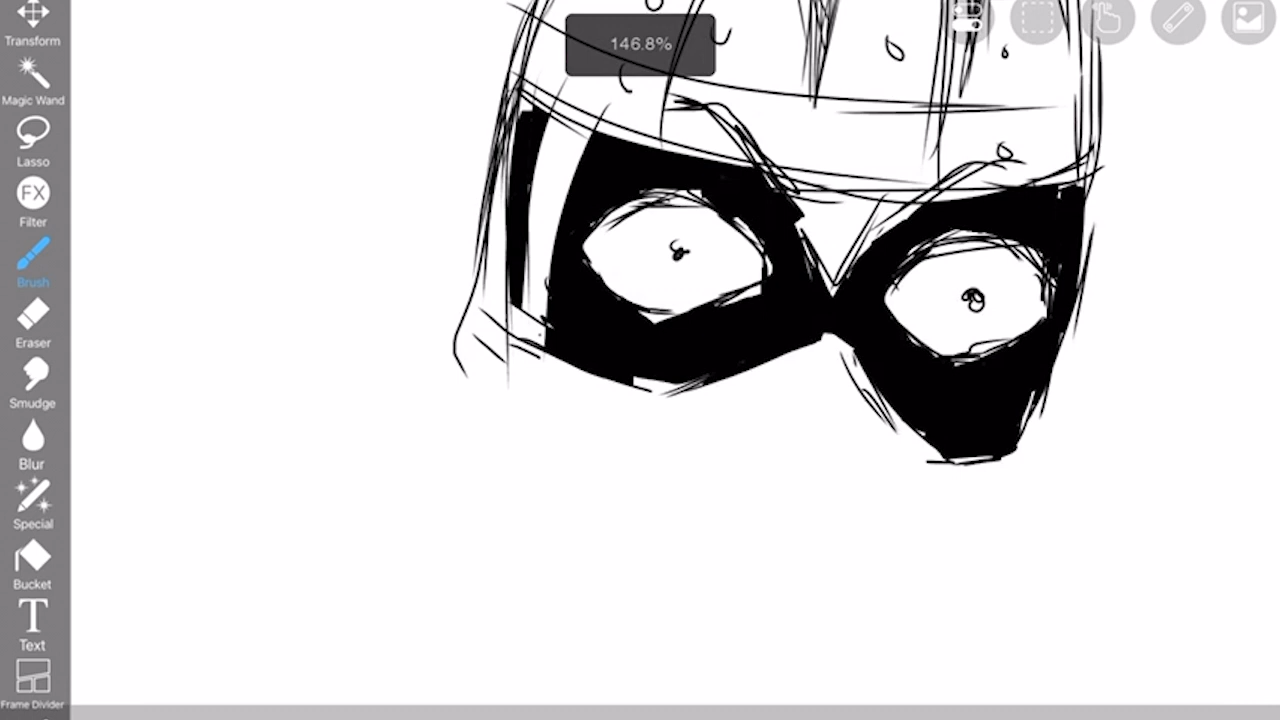 Transform
146.8%
Magic Wand
Lasso
FX
Filter
Brush
Eraser
Smudge
Blur
Special
Bucket
T
Text
Frame Divider